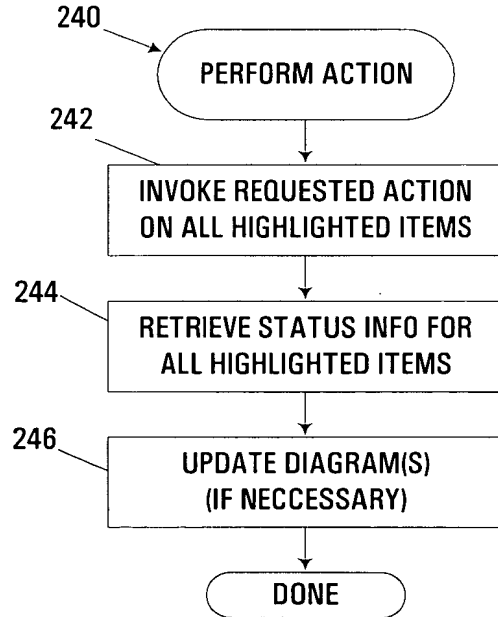 240
PERFORM ACTION
242
INVOKE REQUESTED ACTION
ON ALL HIGHLIGHTED ITEMS
244
RETRIEVE STATUS INFO FOR
ALL HIGHLIGHTED ITEMS
246
UPDATE DIAGRAM(S)
(IF NECCESSARY)
DONE